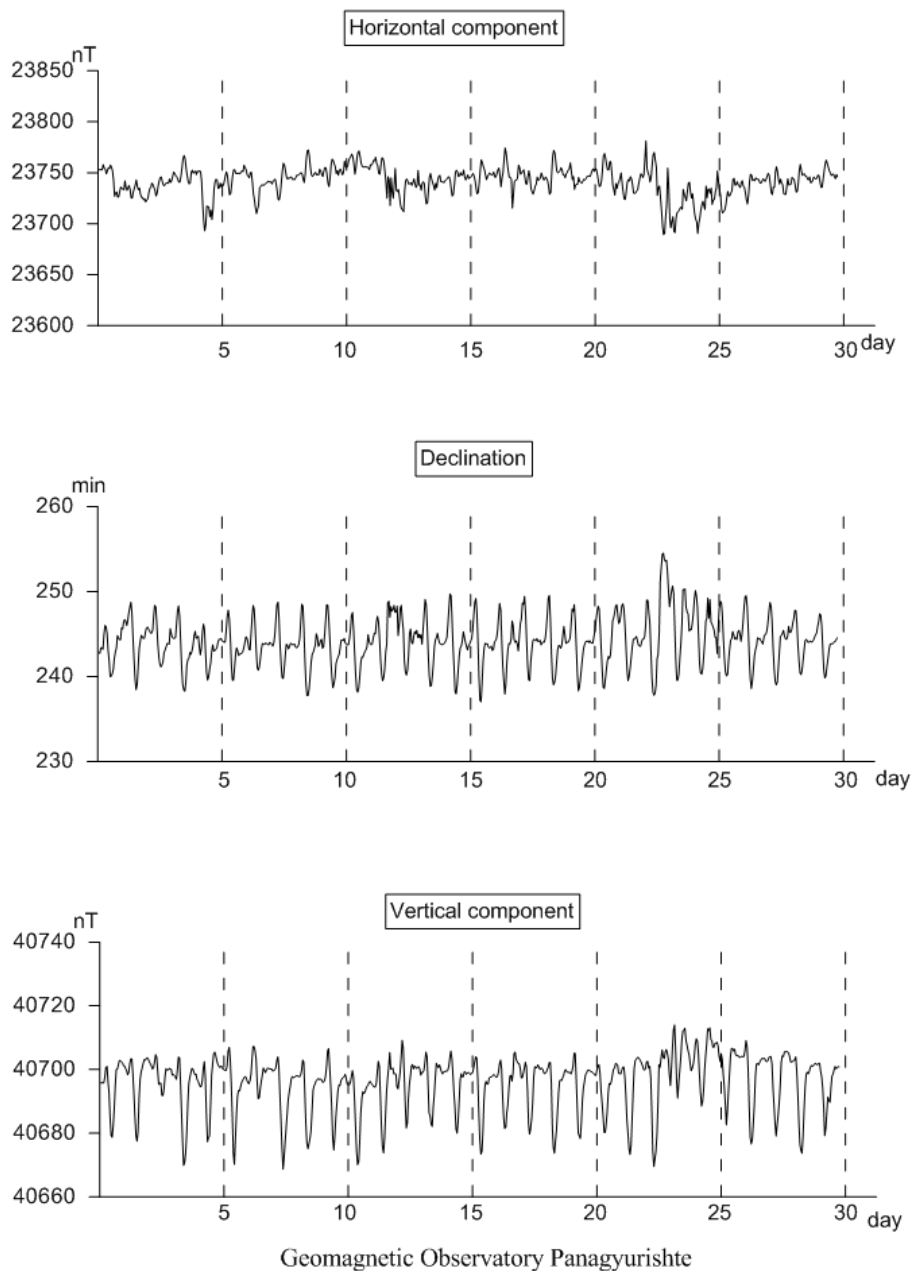 Horizontal component
nT
23850
23800
23750
23700
23650
23600
5 10 15 20 25 30 day
Declination
min
260
250
240
230
5 10 15 20 25 30 day
Vertical component
nT
40740
40720
40700
40680
40660
5 10 15 20 25 30 day
Geomagnetic Observatory Panagyurishte